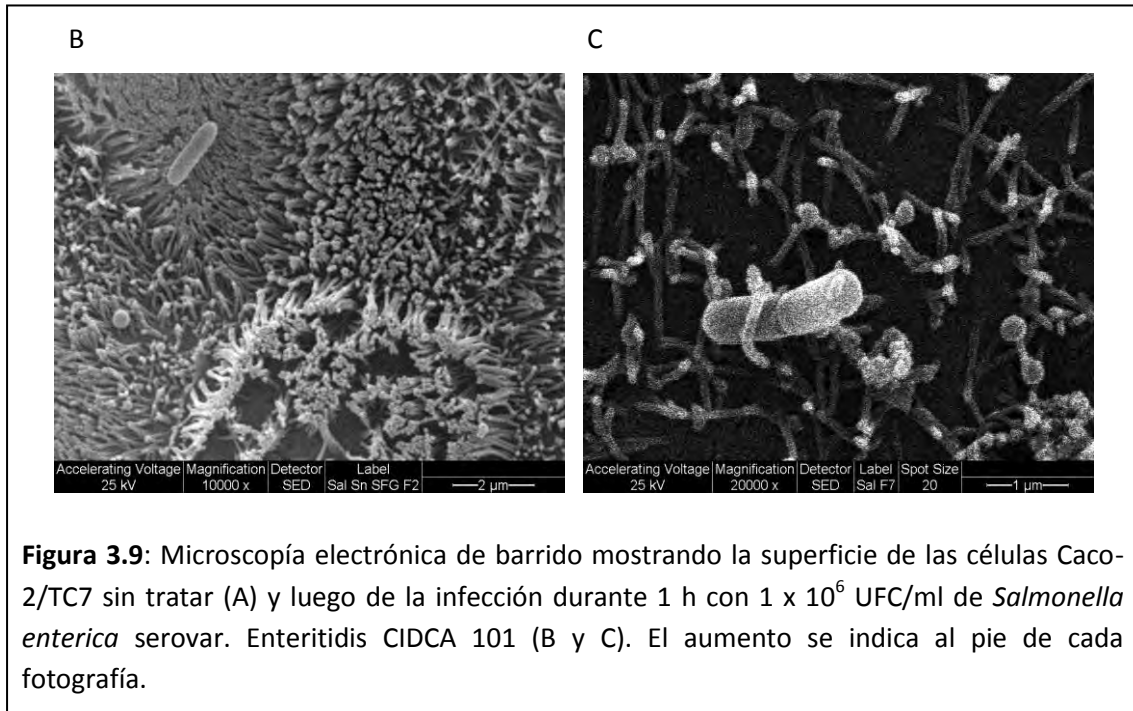 B
C
Accelerating Voltage Magnification Detector Label
25 kV 10000 x SED Sal Sn SFG F2 2 µm
Accelerating Voltage Magnification Detector Label Spot Size
25 kV 20000 x SED Sal F7 20 1 µm
Figura 3.9: Microscopía electrónica de barrido mostrando la superficie de las células Caco-
2/TC7 sin tratar (A) y luego de la infección durante 1 h con 1 x 10⁶ UFC/ml de Salmonella
enterica serovar. Enteritidis CIDCA 101 (B y C). El aumento se indica al pie de cada
fotografía.